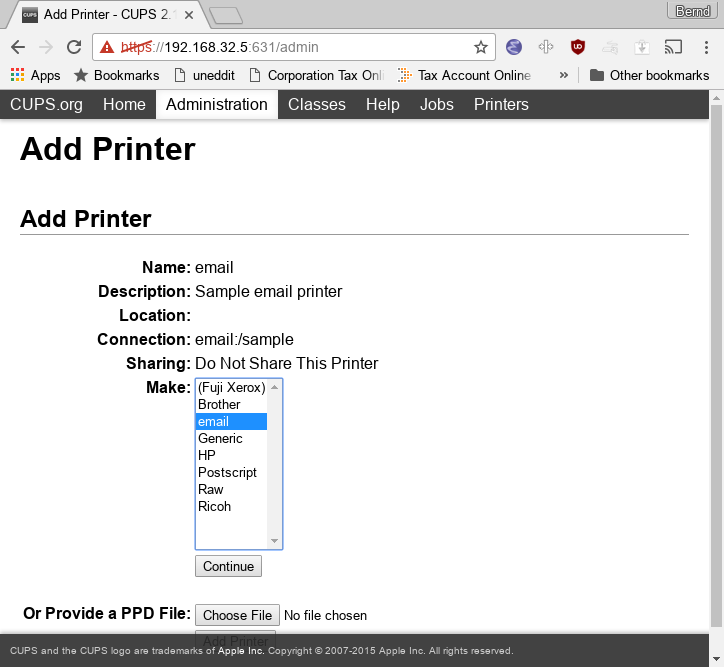 Add Printer - CUPS 2.1
Bernd
https://192.168.32.5:631/admin
Apps Bookmarks uneddit Corporation Tax Onli Tax Account Online » Other bookmarks
CUPS.org Home Administration Classes Help Jobs Printers
Add Printer
Add Printer
Name: email
Description: Sample email printer
Location:
Connection: email:/sample
Sharing: Do Not Share This Printer
Make: (Fuji Xerox)
Brother
email
Generic
HP
Postscript
Raw
Ricoh
Continue
Or Provide a PPD File: Choose File No file chosen
Add Printer
CUPS and the CUPS logo are trademarks of Apple Inc. Copyright © 2007-2015 Apple Inc. All rights reserved.